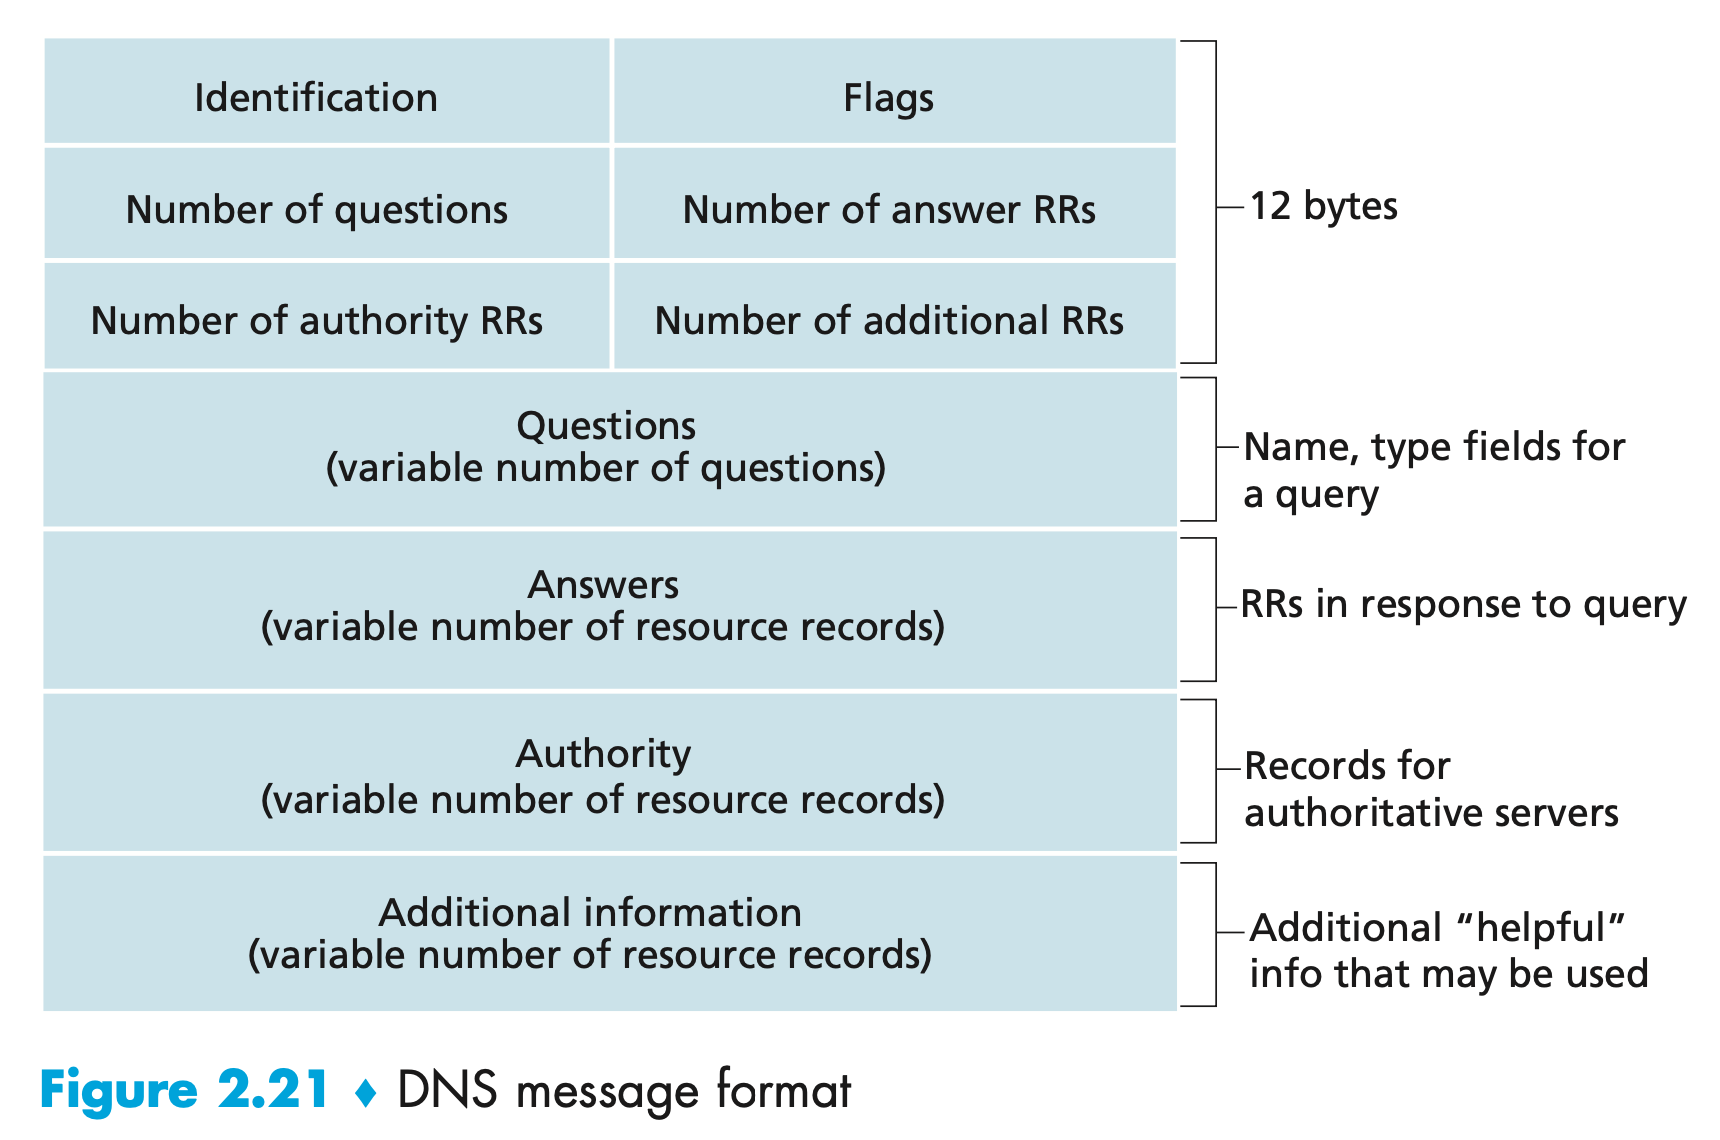 Identification
Flags
Number of questions
Number of answer RRs
12 bytes
Number of authority RRs
Number of additional RRs
Questions
(variable number of questions)
Name, type fields for
a query
Answers
(variable number of resource records)
RRs in response to query
Authority
(variable number of resource records)
Records for
authoritative servers
Additional information
(variable number of resource records)
Additional “helpful”
info that may be used
Figure 2.21 ♦ DNS message format